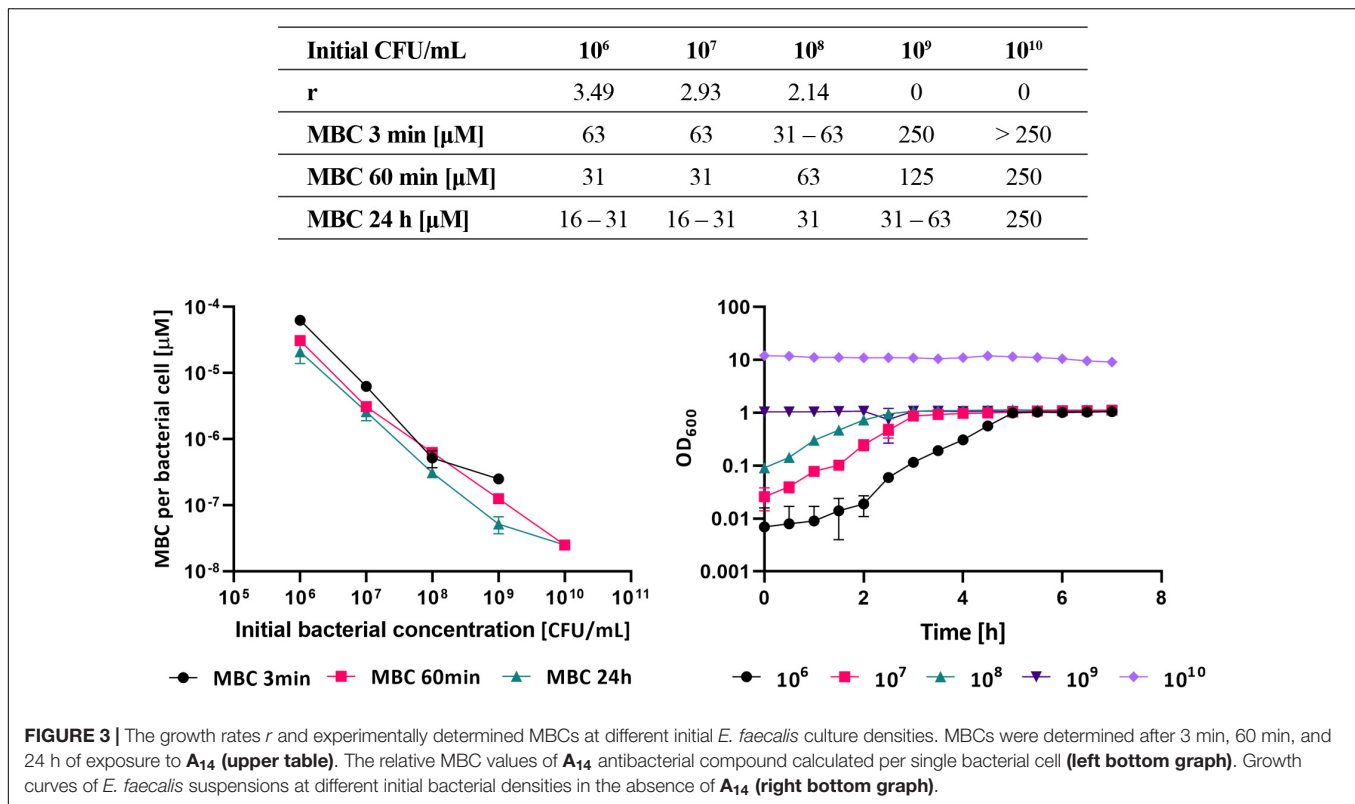 Initial CFU/mL 10⁶ 10⁷ 10⁸ 10⁹ 10¹⁰
r 3.49 2.93 2.14 0 0
MBC 3 min [µM] 63 63 31 – 63 250 > 250
MBC 60 min [µM] 31 31 63 125 250
MBC 24 h [µM] 16 – 31 16 – 31 31 31 – 63 250
MBC per bacterial cell [µM]
10⁻⁴
10⁻⁵
10⁻⁶
10⁻⁷
10⁻⁸
10⁵ 10⁶ 10⁷ 10⁸ 10⁹ 10¹⁰ 10¹¹
Initial bacterial concentration [CFU/mL]
MBC 3min MBC 60min MBC 24h
OD₆₀₀
100
10
1
0.1
0.01
0.001
0 2 4 6 8
Time [h]
10⁶ 10⁷ 10⁸ 10⁹ 10¹⁰
FIGURE 3 | The growth rates r and experimentally determined MBCs at different initial E. faecalis culture densities. MBCs were determined after 3 min, 60 min, and
24 h of exposure to A₁₄ (upper table). The relative MBC values of A₁₄ antibacterial compound calculated per single bacterial cell (left bottom graph). Growth
curves of E. faecalis suspensions at different initial bacterial densities in the absence of A₁₄ (right bottom graph).